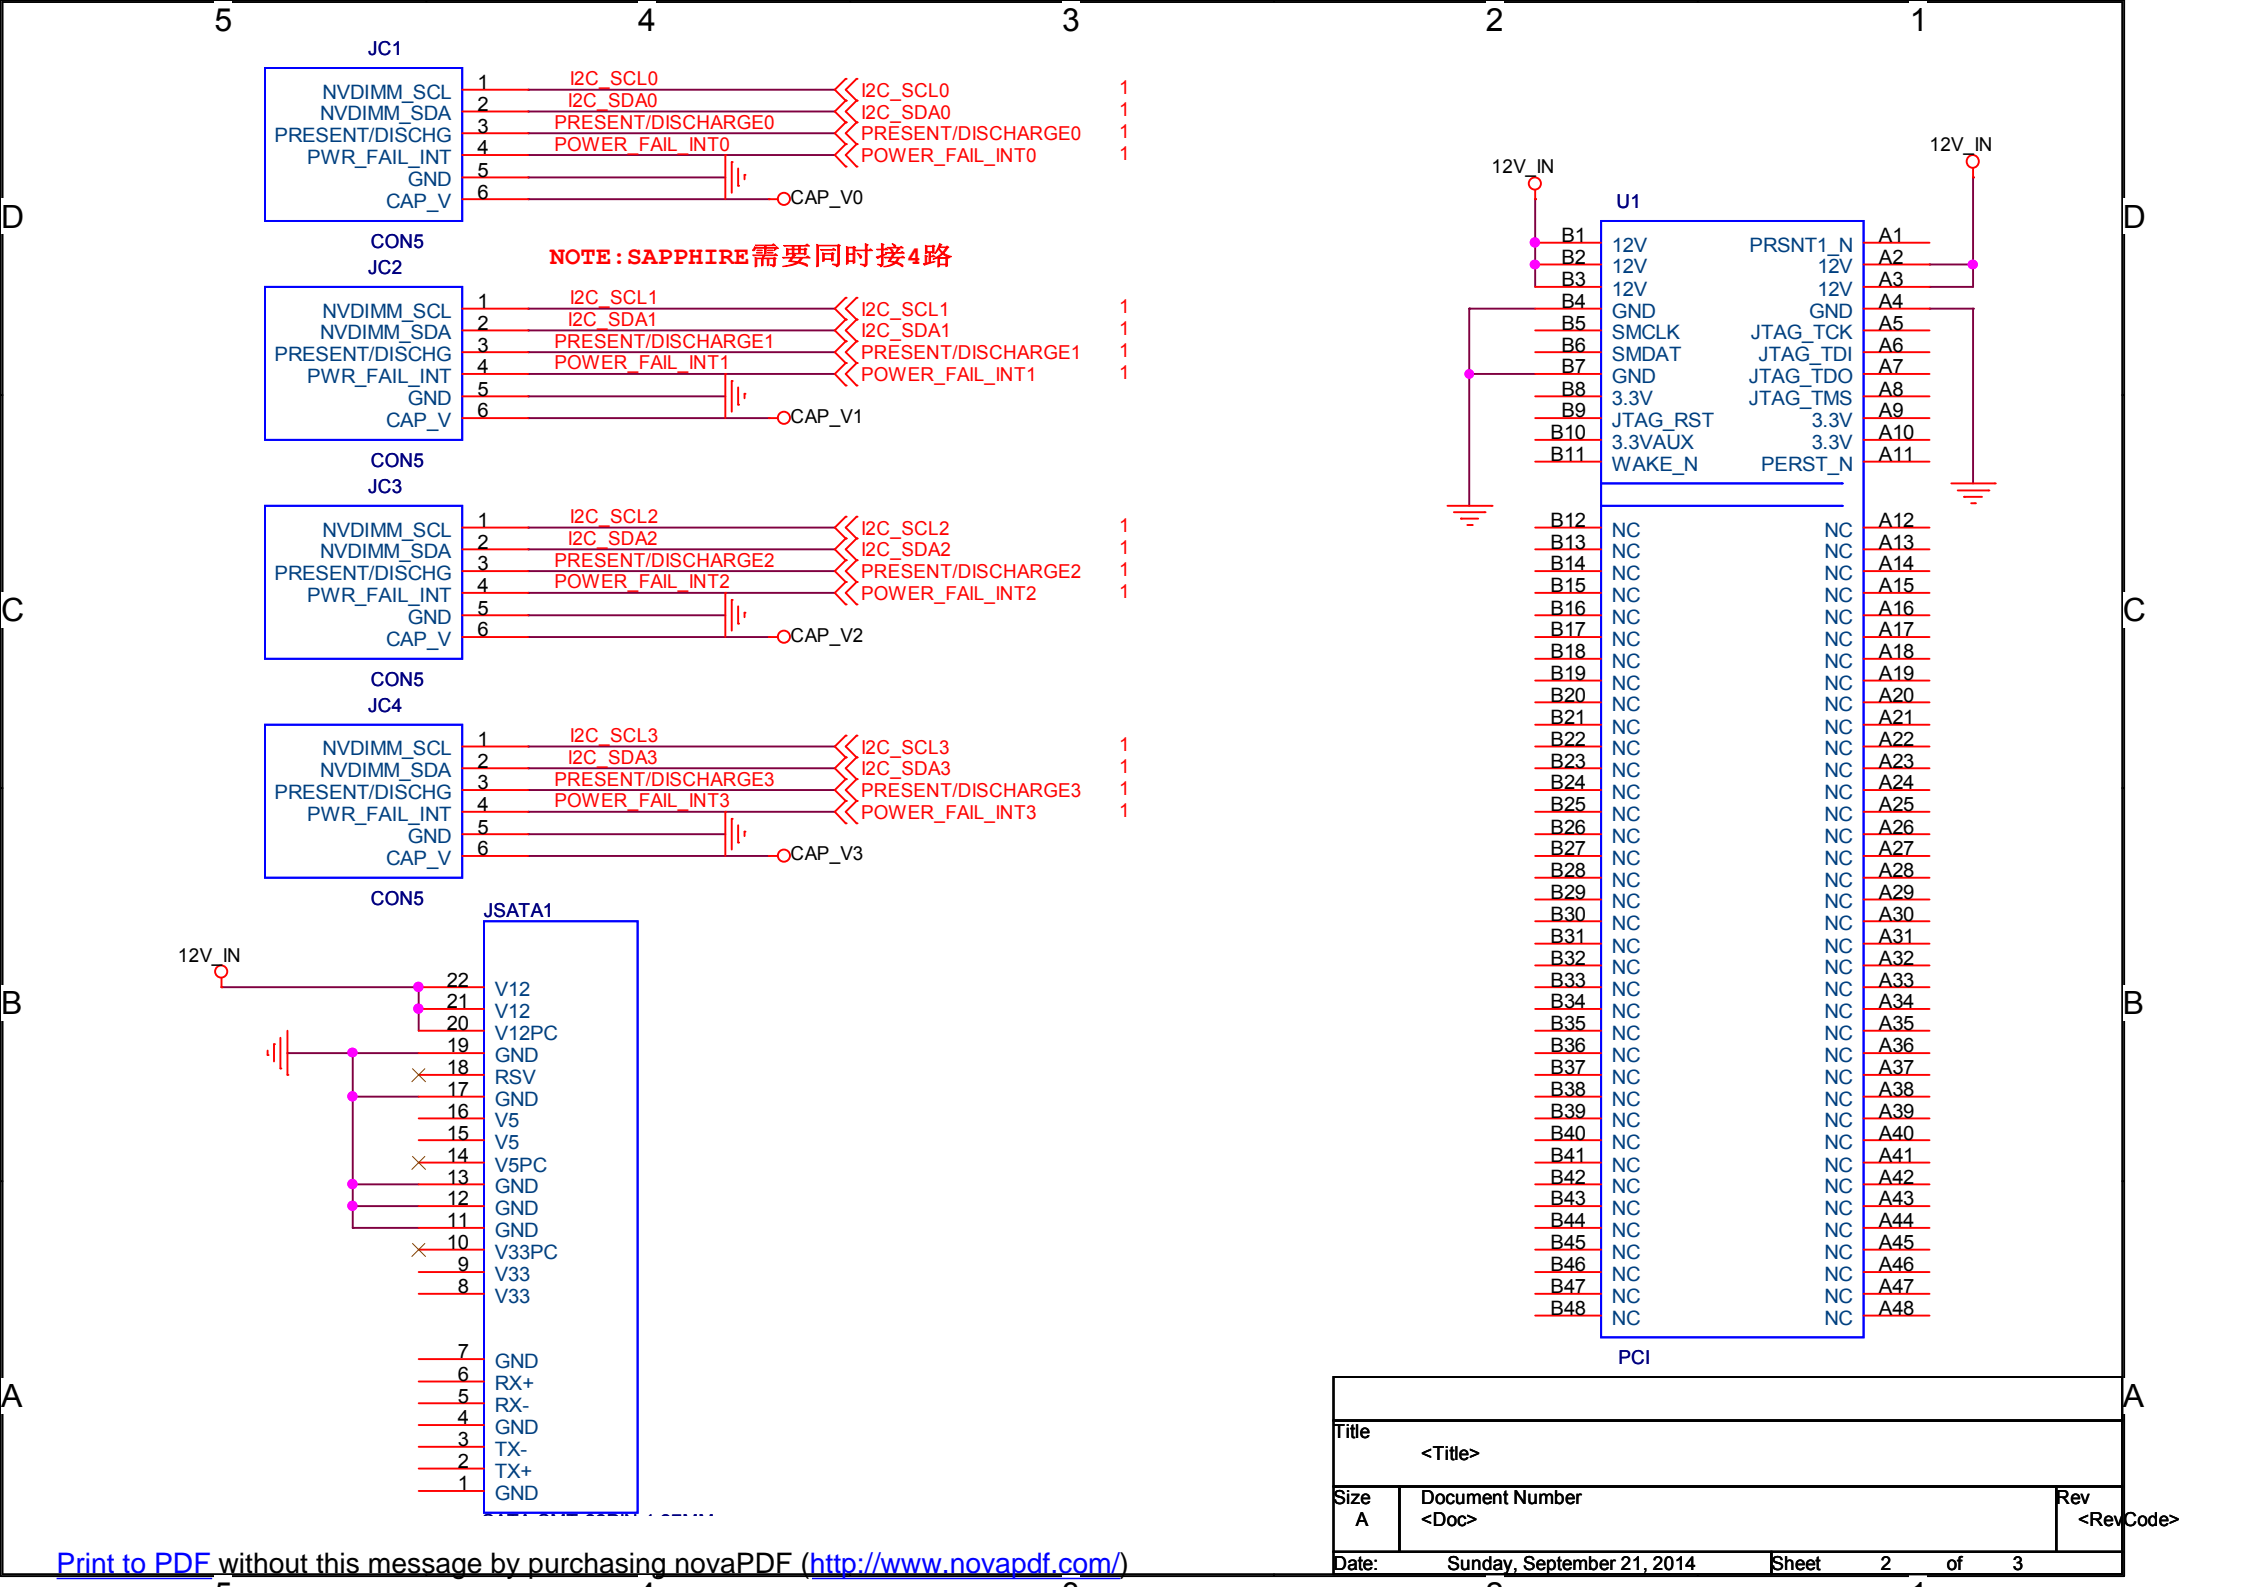 5 4 3 2 1
JC1
NVDIMM_SCL 1 I2C_SCL0 I2C_SCL0 1
NVDIMM_SDA 2 I2C_SDA0 I2C_SDA0 1
PRESENT/DISCHG 3 PRESENT/DISCHARGE0 PRESENT/DISCHARGE0 1
PWR_FAIL_INT 4 POWER_FAIL_INT0 POWER_FAIL_INT0 1
GND 5
CAP_V 6 CAP_V0
CON5
NOTE:SAPPHIRE需要同时接4路
JC2
NVDIMM_SCL 1 I2C_SCL1 I2C_SCL1 1
NVDIMM_SDA 2 I2C_SDA1 I2C_SDA1 1
PRESENT/DISCHG 3 PRESENT/DISCHARGE1 PRESENT/DISCHARGE1 1
PWR_FAIL_INT 4 POWER_FAIL_INT1 POWER_FAIL_INT1 1
GND 5
CAP_V 6 CAP_V1
CON5
JC3
NVDIMM_SCL 1 I2C_SCL2 I2C_SCL2 1
NVDIMM_SDA 2 I2C_SDA2 I2C_SDA2 1
PRESENT/DISCHG 3 PRESENT/DISCHARGE2 PRESENT/DISCHARGE2 1
PWR_FAIL_INT 4 POWER_FAIL_INT2 POWER_FAIL_INT2 1
GND 5
CAP_V 6 CAP_V2
CON5
JC4
NVDIMM_SCL 1 I2C_SCL3 I2C_SCL3 1
NVDIMM_SDA 2 I2C_SDA3 I2C_SDA3 1
PRESENT/DISCHG 3 PRESENT/DISCHARGE3 PRESENT/DISCHARGE3 1
PWR_FAIL_INT 4 POWER_FAIL_INT3 POWER_FAIL_INT3 1
GND 5
CAP_V 6 CAP_V3
CON5
JSATA1
12V_IN
22 V12
21 V12
20 V12PC
19 GND
18 RSV
17 GND
16 V5
15 V5
14 V5PC
13 GND
12 GND
11 GND
10 V33PC
9 V33
8 V33
7 GND
6 RX+
5 RX-
4 GND
3 TX-
2 TX+
1 GND
12V_IN 12V_IN
U1
B1 12V PRSNT1_N A1
B2 12V 12V A2
B3 12V 12V A3
B4 GND GND A4
B5 SMCLK JTAG_TCK A5
B6 SMDAT JTAG_TDI A6
B7 GND JTAG_TDO A7
B8 3.3V JTAG_TMS A8
B9 JTAG_RST 3.3V A9
B10 3.3VAUX 3.3V A10
B11 WAKE_N PERST_N A11
B12 NC NC A12
B13 NC NC A13
B14 NC NC A14
B15 NC NC A15
B16 NC NC A16
B17 NC NC A17
B18 NC NC A18
B19 NC NC A19
B20 NC NC A20
B21 NC NC A21
B22 NC NC A22
B23 NC NC A23
B24 NC NC A24
B25 NC NC A25
B26 NC NC A26
B27 NC NC A27
B28 NC NC A28
B29 NC NC A29
B30 NC NC A30
B31 NC NC A31
B32 NC NC A32
B33 NC NC A33
B34 NC NC A34
B35 NC NC A35
B36 NC NC A36
B37 NC NC A37
B38 NC NC A38
B39 NC NC A39
B40 NC NC A40
B41 NC NC A41
B42 NC NC A42
B43 NC NC A43
B44 NC NC A44
B45 NC NC A45
B46 NC NC A46
B47 NC NC A47
B48 NC NC A48
PCI
D D
C C
B B
A A
Title
<Title>
Size Document Number Rev
A <Doc> <RevCode>
Date: Sunday, September 21, 2014 Sheet 2 of 3
Print to PDF without this message by purchasing novaPDF (http://www.novapdf.com/)